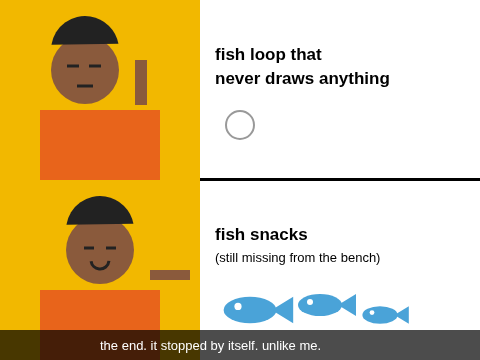 fish loop that
never draws anything
fish snacks
(still missing from the bench)
the end. it stopped by itself. unlike me.